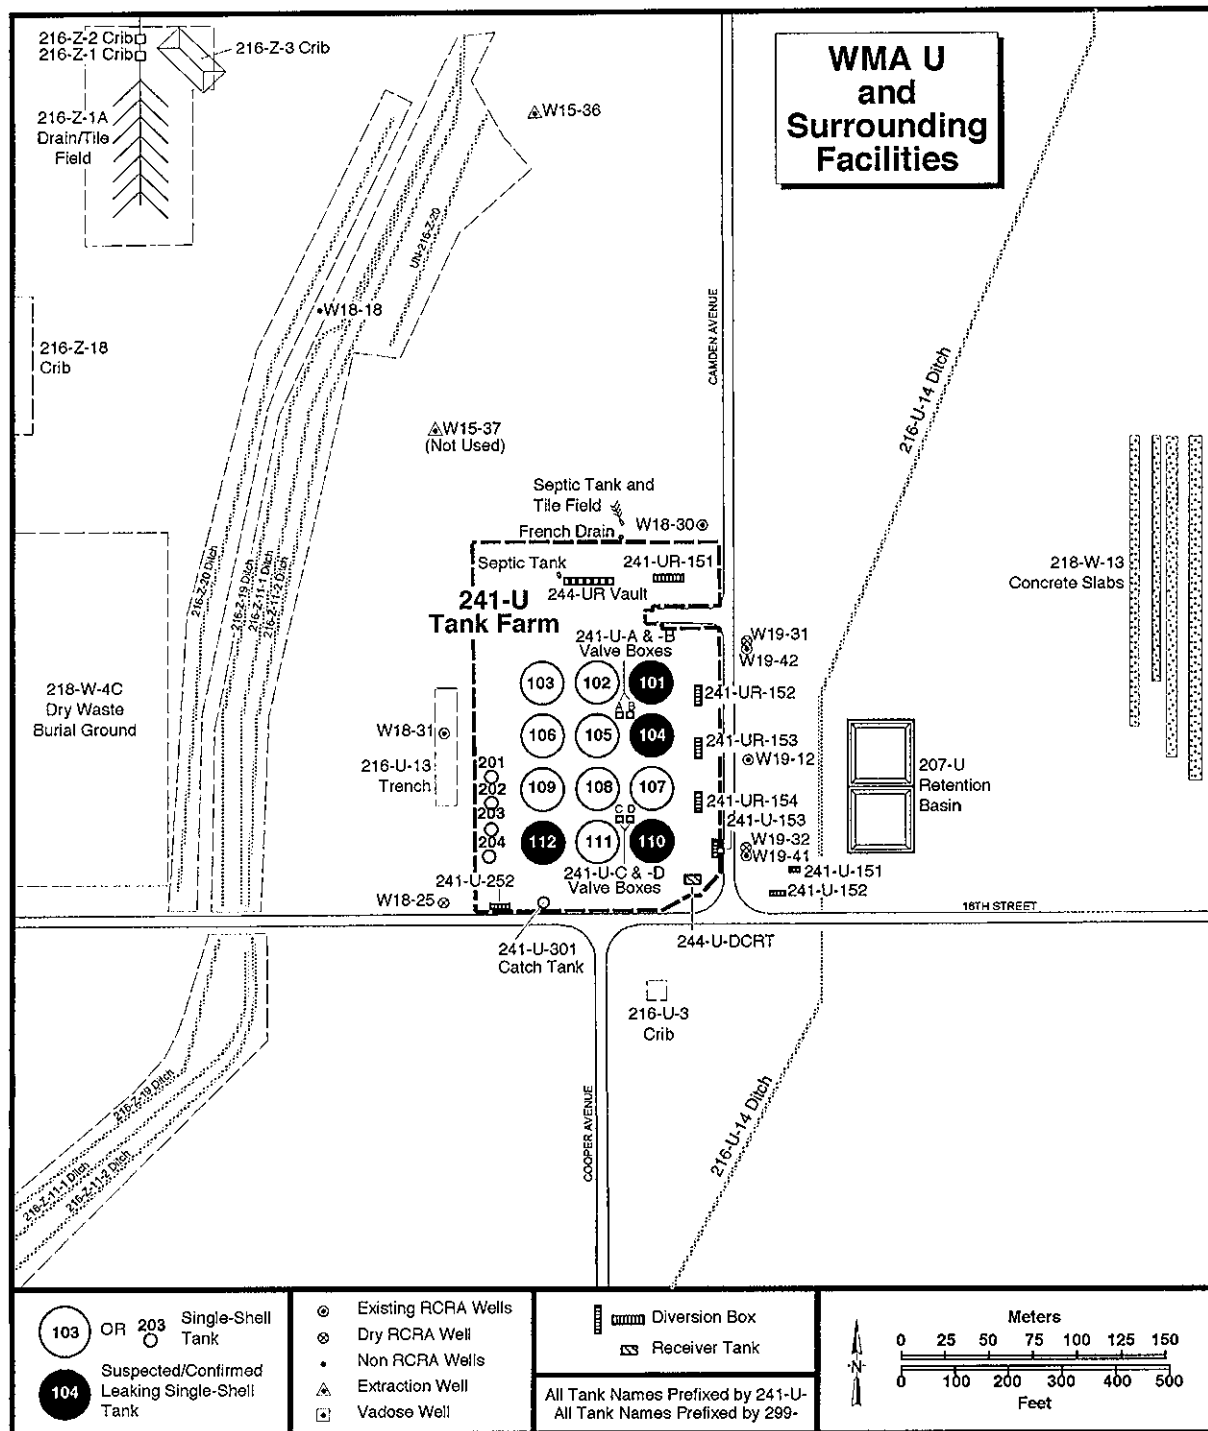 WMA U
and
Surrounding
Facilities
216-Z-2 Crib
216-Z-1 Crib
216-Z-3 Crib
216-Z-1A
Drain/Tile
Field
W15-36
UN-216-Z-20
W18-18
216-Z-18
Crib
CAMDEN AVENUE
216-U-14 Ditch
W15-37
(Not Used)
Septic Tank and
Tile Field
French Drain
W18-30
Septic Tank
241-UR-151
244-UR Vault
218-W-13
Concrete Slabs
216-Z-20 Ditch
216-Z-19 Ditch
216-Z-11-1 Ditch
216-Z-11-2 Ditch
241-U
Tank Farm
241-U-A & -B
Valve Boxes
W19-31
W19-42
103
102
101
A B
241-UR-152
218-W-4C
Dry Waste
Burial Ground
W18-31
106
105
104
241-UR-153
W19-12
216-U-13
Trench
207-U
Retention
Basin
201
202
203
204
109
108
107
C D
241-UR-154
241-U-153
112
111
110
W19-32
W19-41
241-U-151
241-U-152
241-U-C & -D
Valve Boxes
241-U-252
W18-25
16TH STREET
241-U-301
Catch Tank
244-U-DCRT
216-U-3
Crib
216-Z-19 Ditch
216-Z-11-1 Ditch
216-Z-11-2 Ditch
COOPER AVENUE
216-U-14 Ditch
103 OR 203 Single-Shell
Tank
104 Suspected/Confirmed
Leaking Single-Shell
Tank
Existing RCRA Wells
Dry RCRA Well
Non RCRA Wells
Extraction Well
Vadose Well
Diversion Box
Receiver Tank
All Tank Names Prefixed by 241-U-
All Tank Names Prefixed by 299-
N
Meters
0 25 50 75 100 125 150
0 100 200 300 400 500
Feet